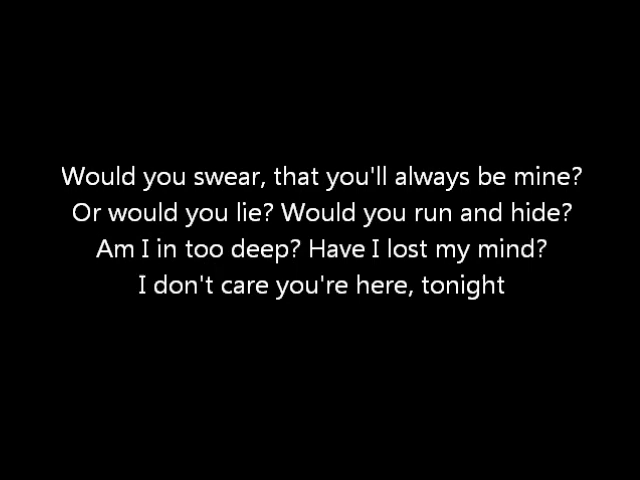 Would you swear, that you'll always be mine?
Or would you lie? Would you run and hide?
Am I in too deep? Have I lost my mind?
I don't care you're here, tonight